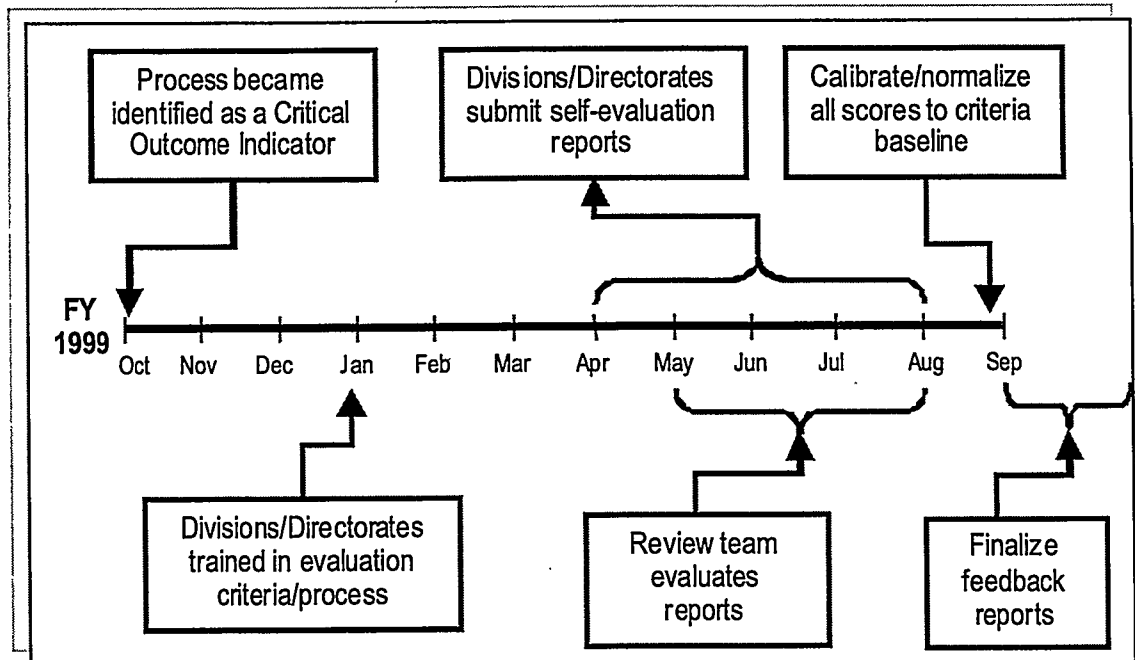 Process became
identified as a Critical
Outcome Indicator
Divisions/Directorates
submit self-evaluation
reports
Calibrate/normalize
all scores to criteria
baseline
FY
1999
Oct Nov Dec Jan Feb Mar Apr May Jun Jul Aug Sep
Divisions/Directorates
trained in evaluation
criteria/process
Review team
evaluates
reports
Finalize
feedback
reports